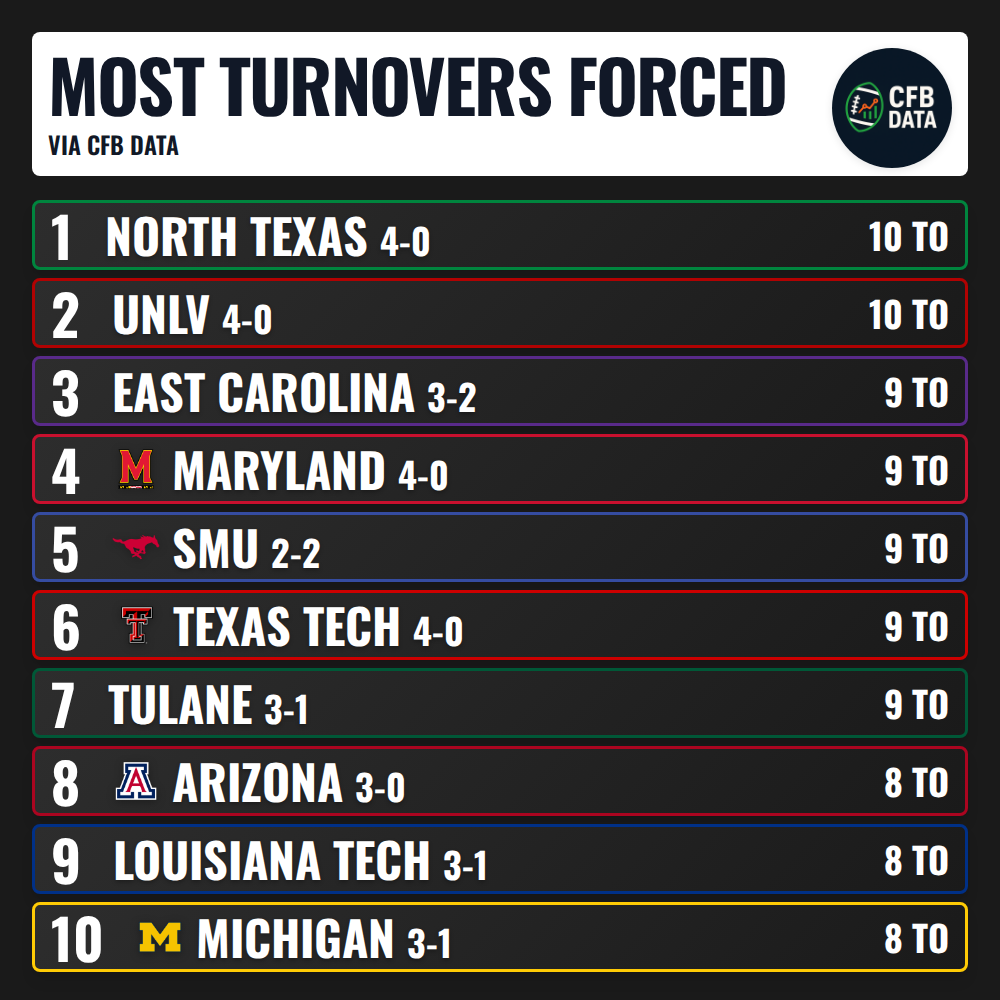 MOST TURNOVERS FORCED
VIA CFB DATA
CFB
DATA
1 NORTH TEXAS 4-0 10 TO
2 UNLV 4-0 10 TO
3 EAST CAROLINA 3-2 9 TO
4 M MARYLAND 4-0 9 TO
5 SMU 2-2 9 TO
6 TEXAS TECH 4-0 9 TO
7 TULANE 3-1 9 TO
8 A ARIZONA 3-0 8 TO
9 LOUISIANA TECH 3-1 8 TO
10 M MICHIGAN 3-1 8 TO